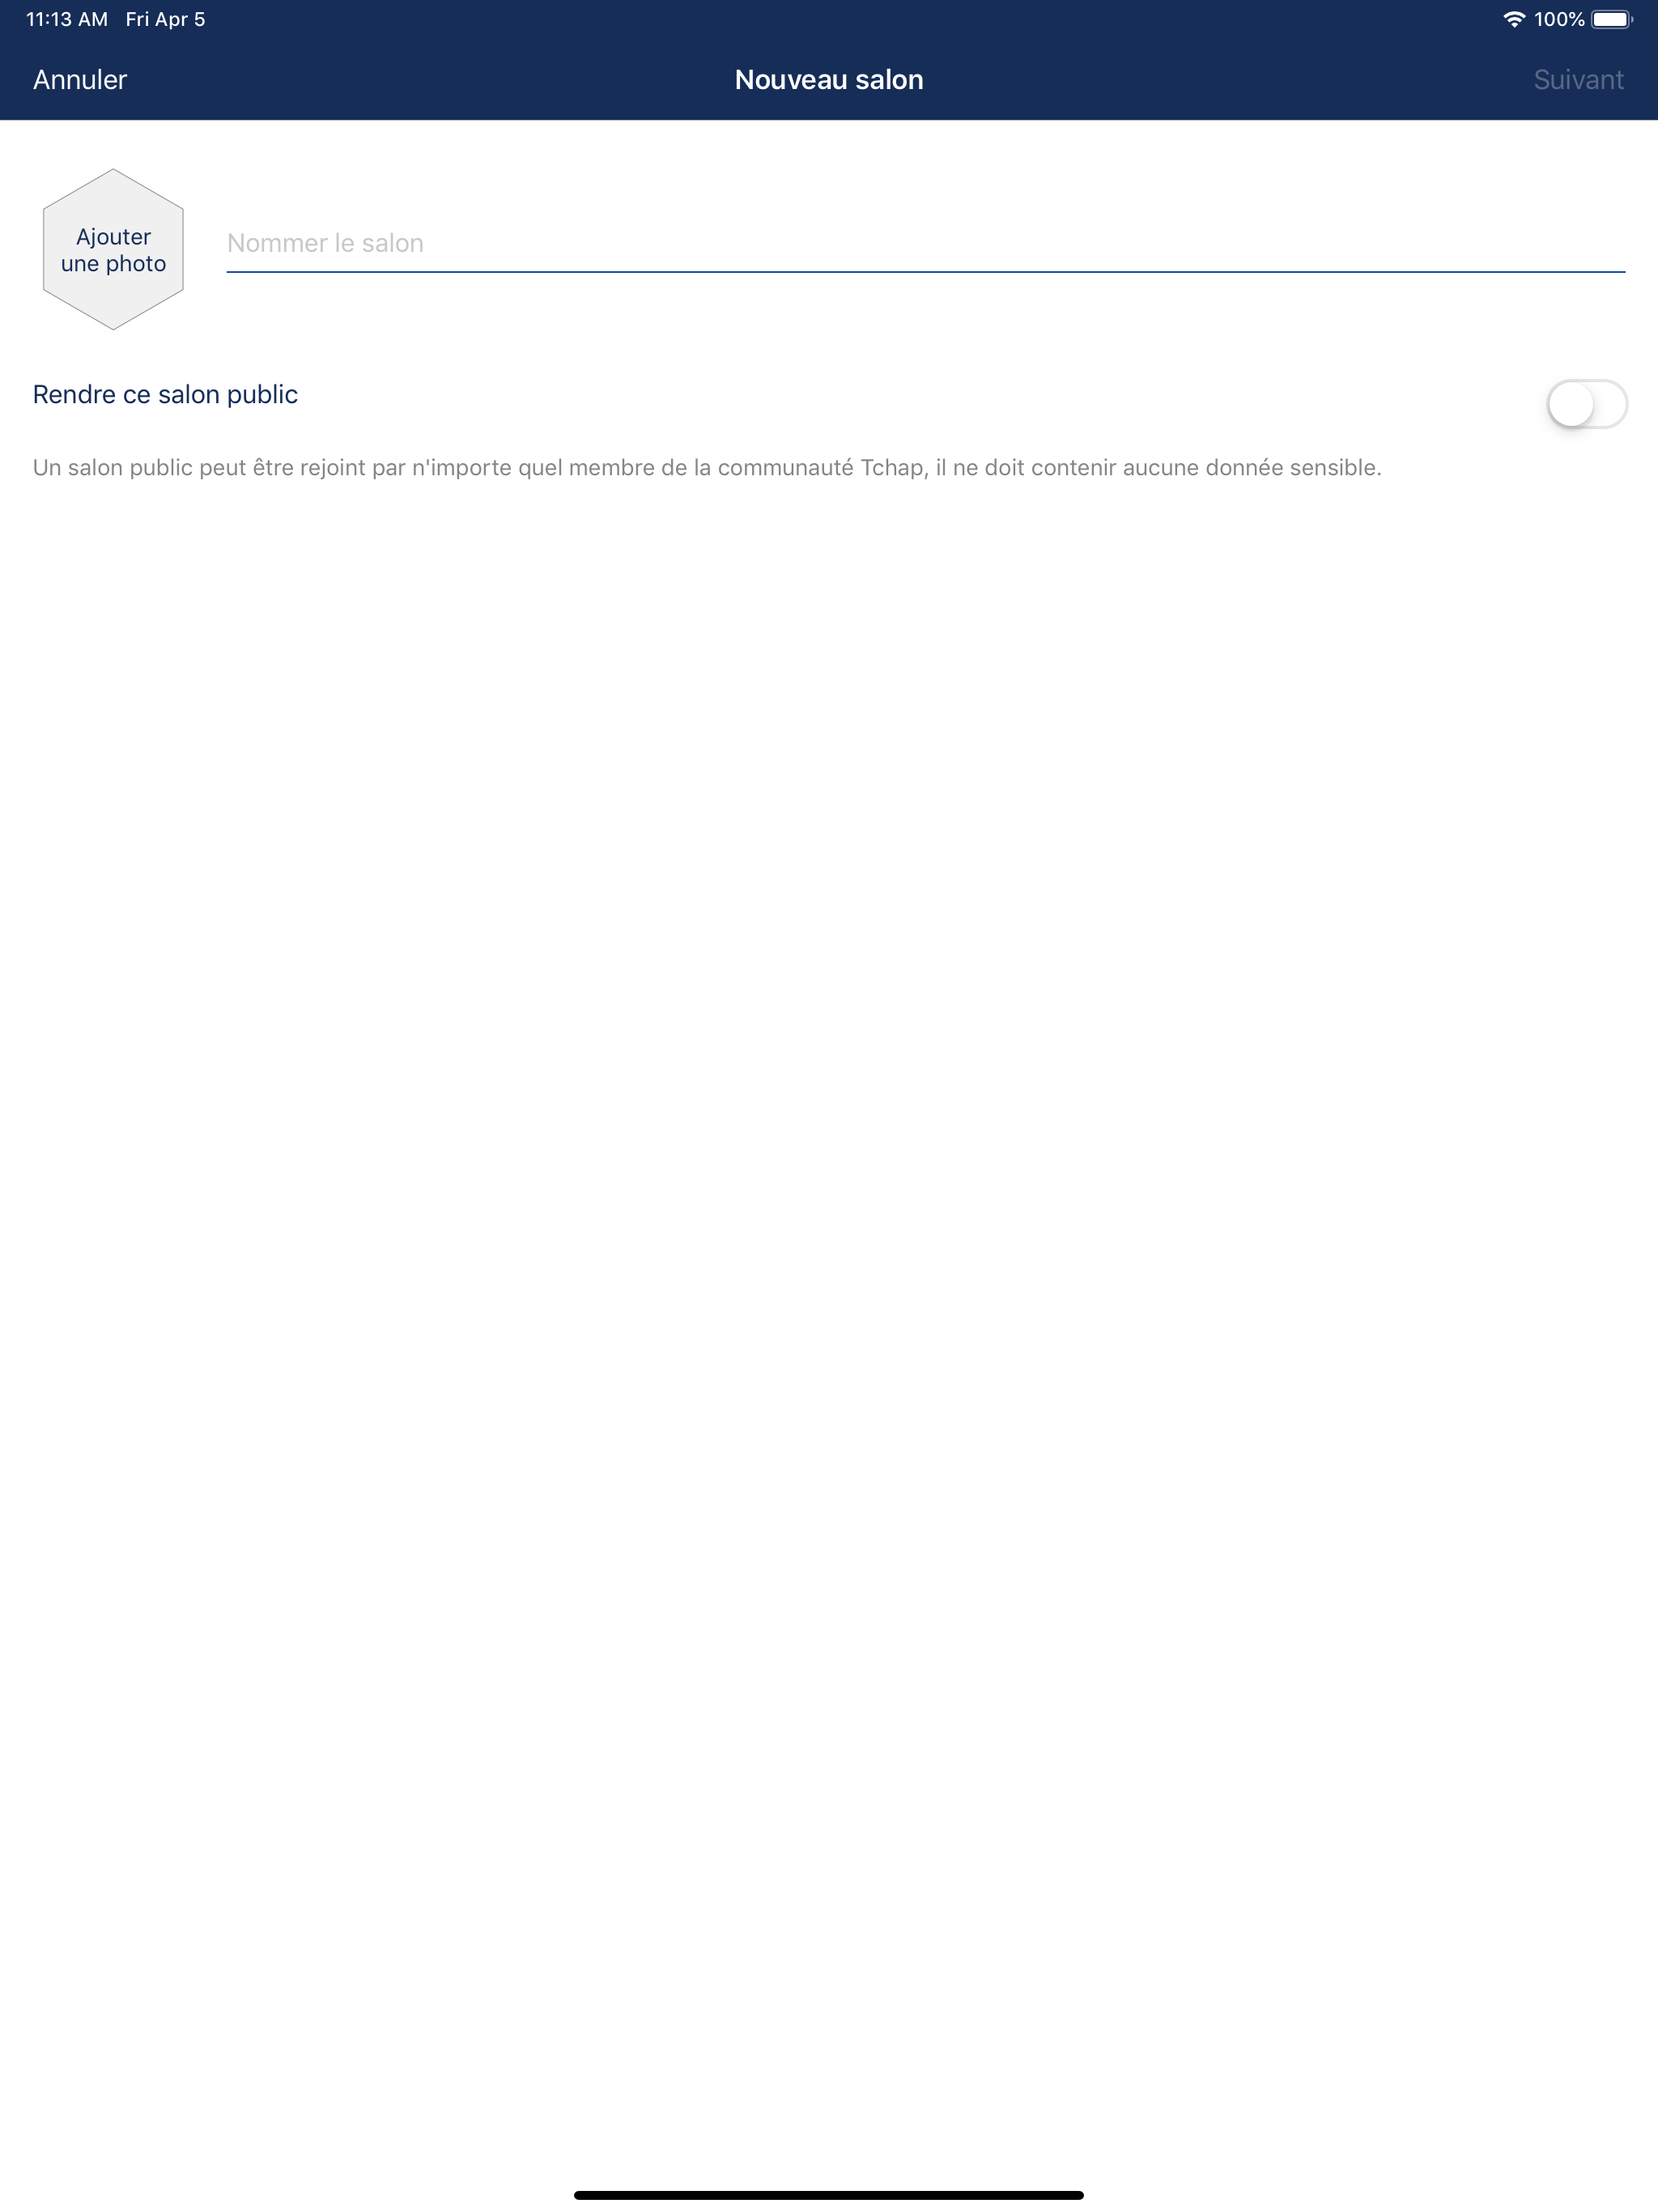 11:13 AM Fri Apr 5 100%
Annuler Nouveau salon Suivant
Ajouter
une photo
Nommer le salon
Rendre ce salon public
Un salon public peut être rejoint par n'importe quel membre de la communauté Tchap, il ne doit contenir aucune donnée sensible.